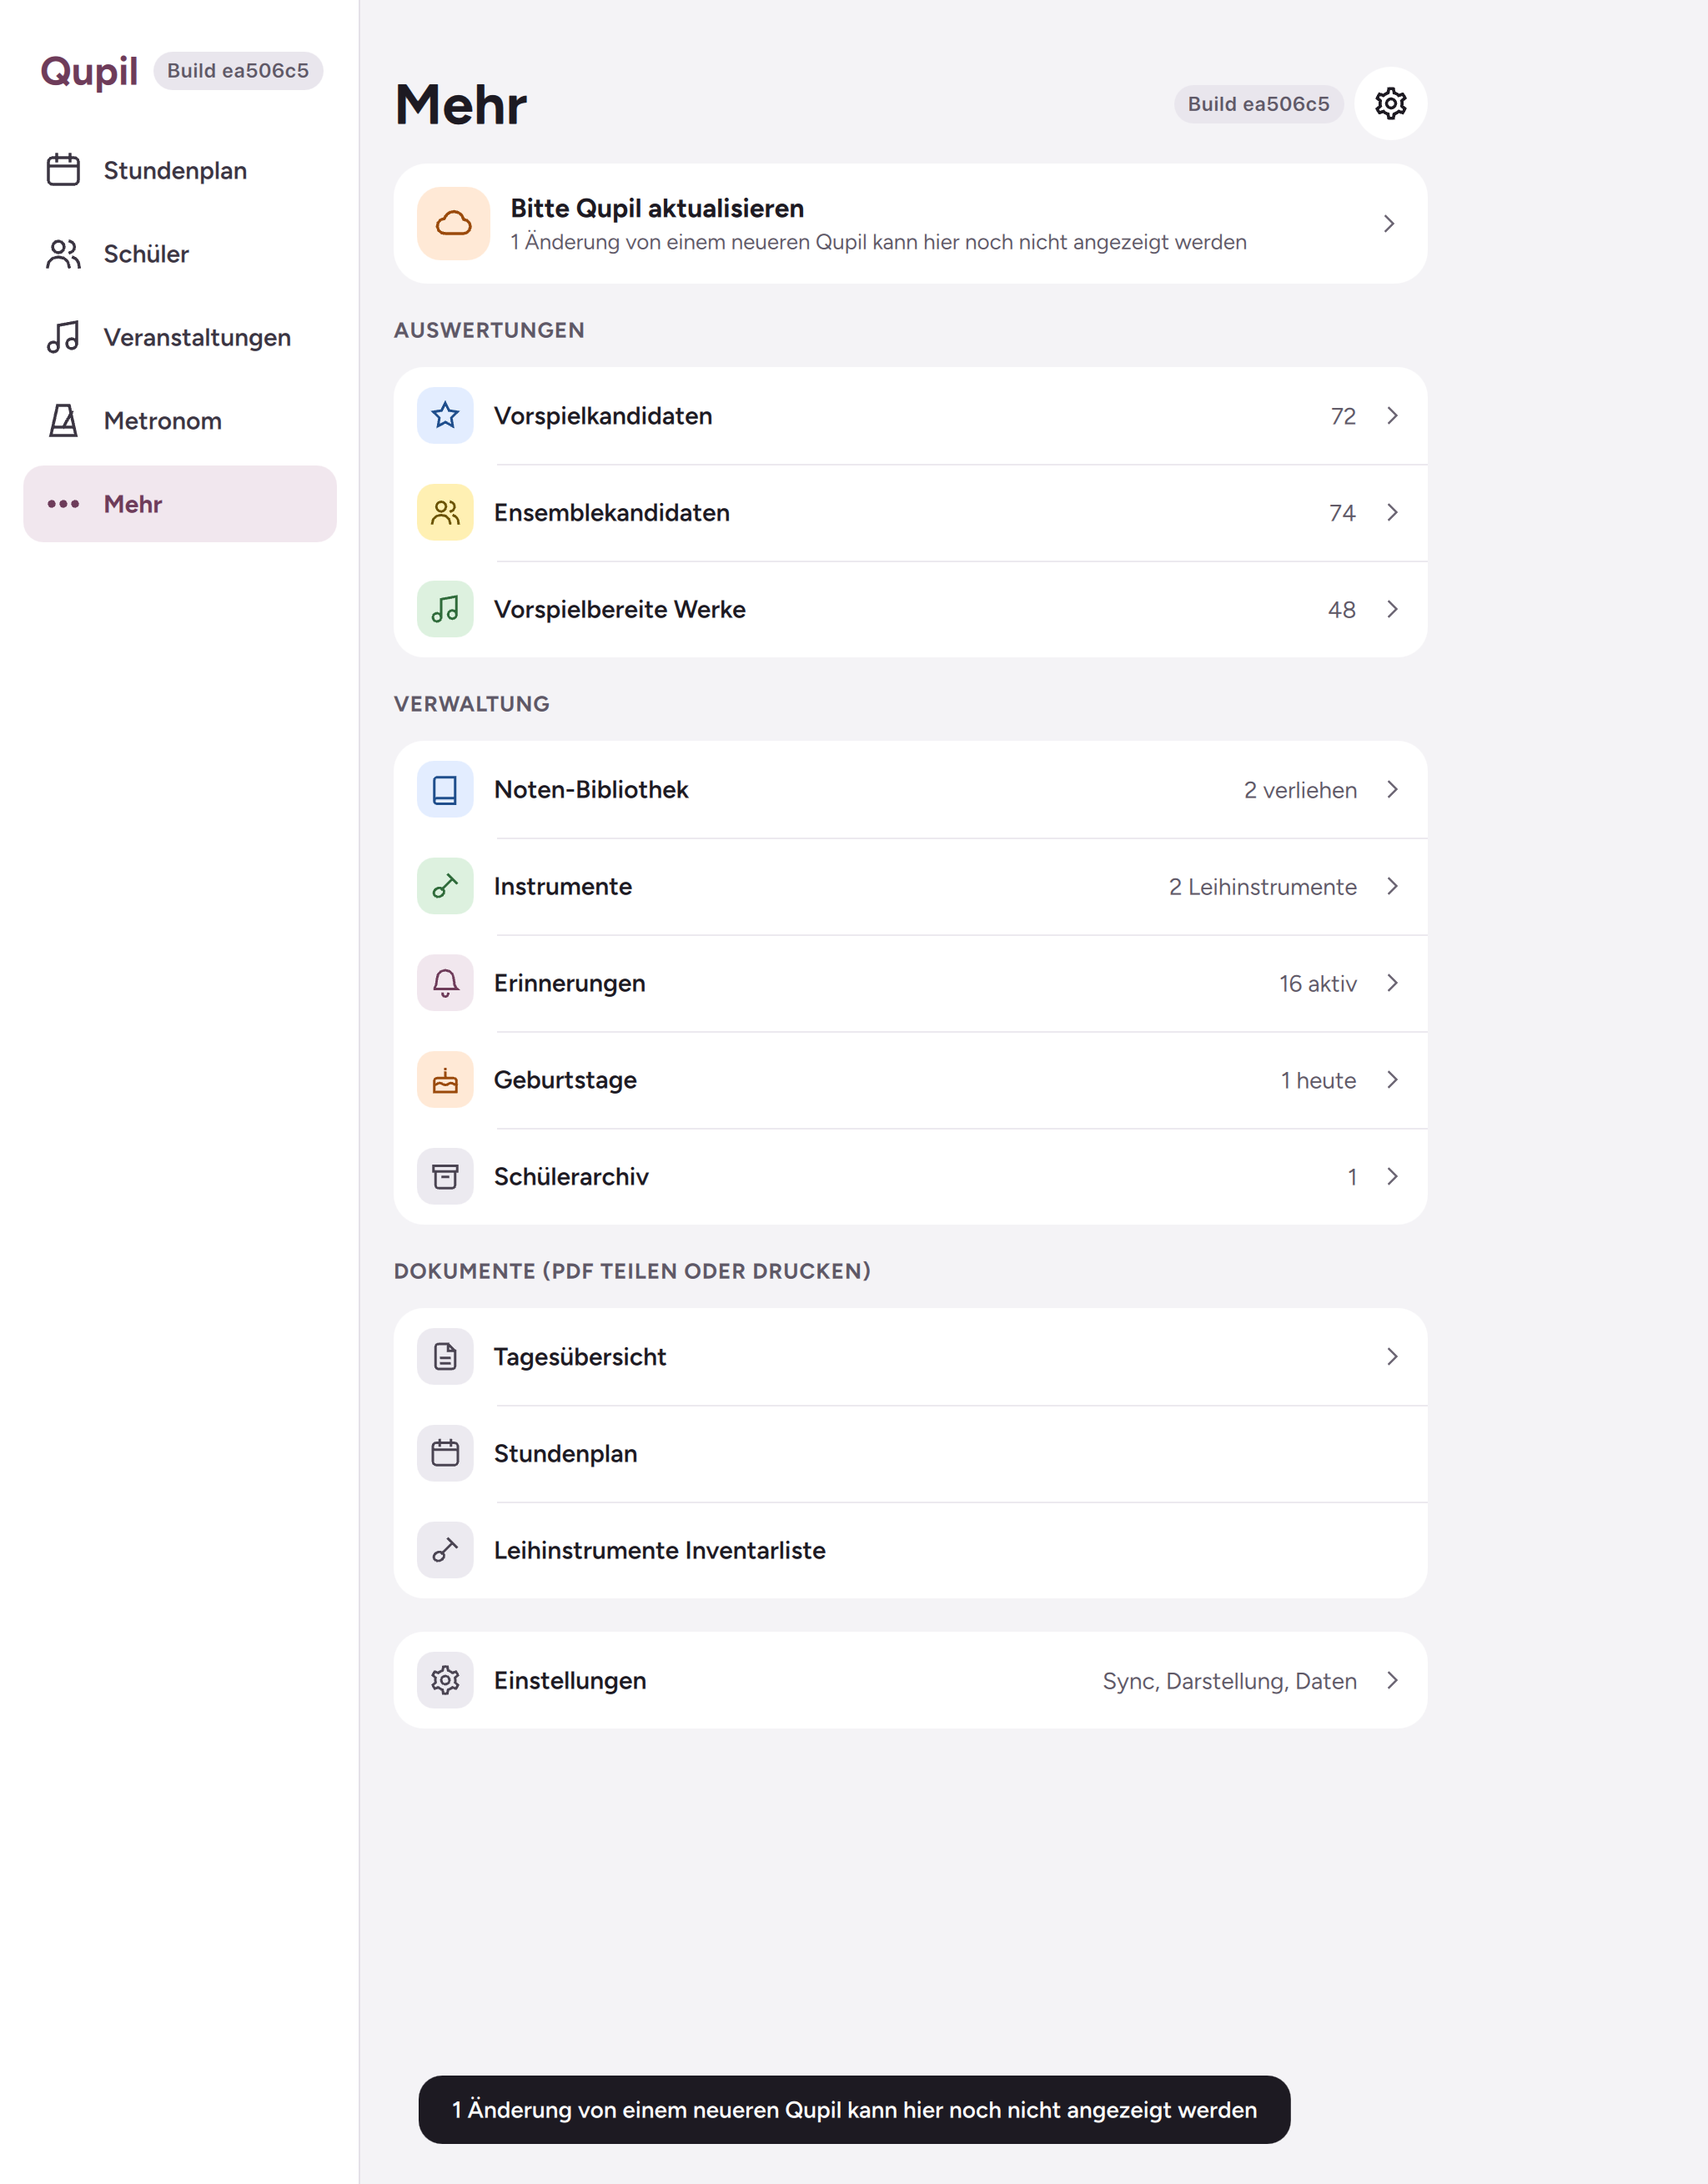 Qupil
Build ea506c5
Stundenplan
Schüler
Veranstaltungen
Metronom
Mehr
Mehr
Build ea506c5
Bitte Qupil aktualisieren
1 Änderung von einem neueren Qupil kann hier noch nicht angezeigt werden
AUSWERTUNGEN
Vorspielkandidaten 72
Ensemblekandidaten 74
Vorspielbereite Werke 48
VERWALTUNG
Noten-Bibliothek 2 verliehen
Instrumente 2 Leihinstrumente
Erinnerungen 16 aktiv
Geburtstage 1 heute
Schülerarchiv 1
DOKUMENTE (PDF TEILEN ODER DRUCKEN)
Tagesübersicht
Stundenplan
Leihinstrumente Inventarliste
Einstellungen Sync, Darstellung, Daten
1 Änderung von einem neueren Qupil kann hier noch nicht angezeigt werden